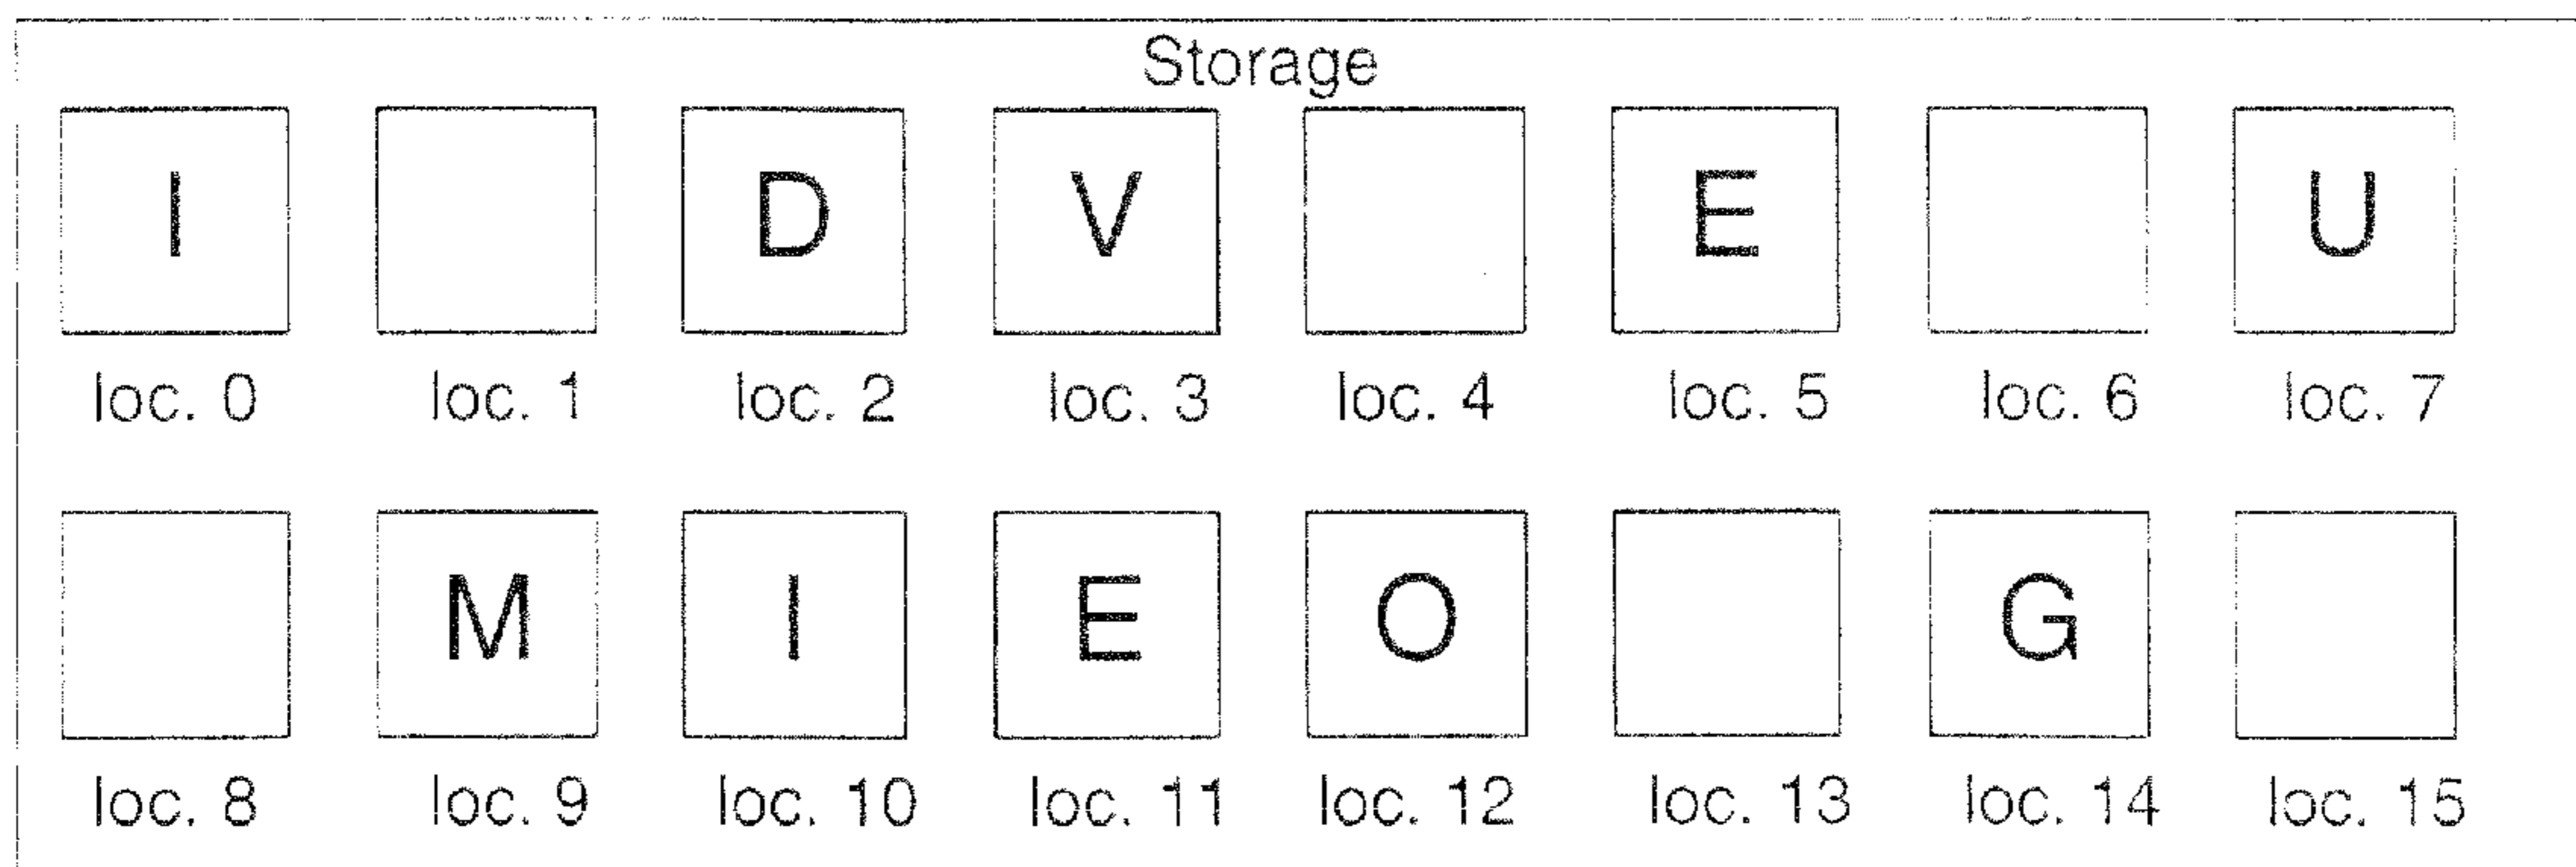 Storage
I D V E U
loc. 0 loc. 1 loc. 2 loc. 3 loc. 4 loc. 5 loc. 6 loc. 7
M I E O G
loc. 8 loc. 9 loc. 10 loc. 11 loc. 12 loc. 13 loc. 14 loc. 15